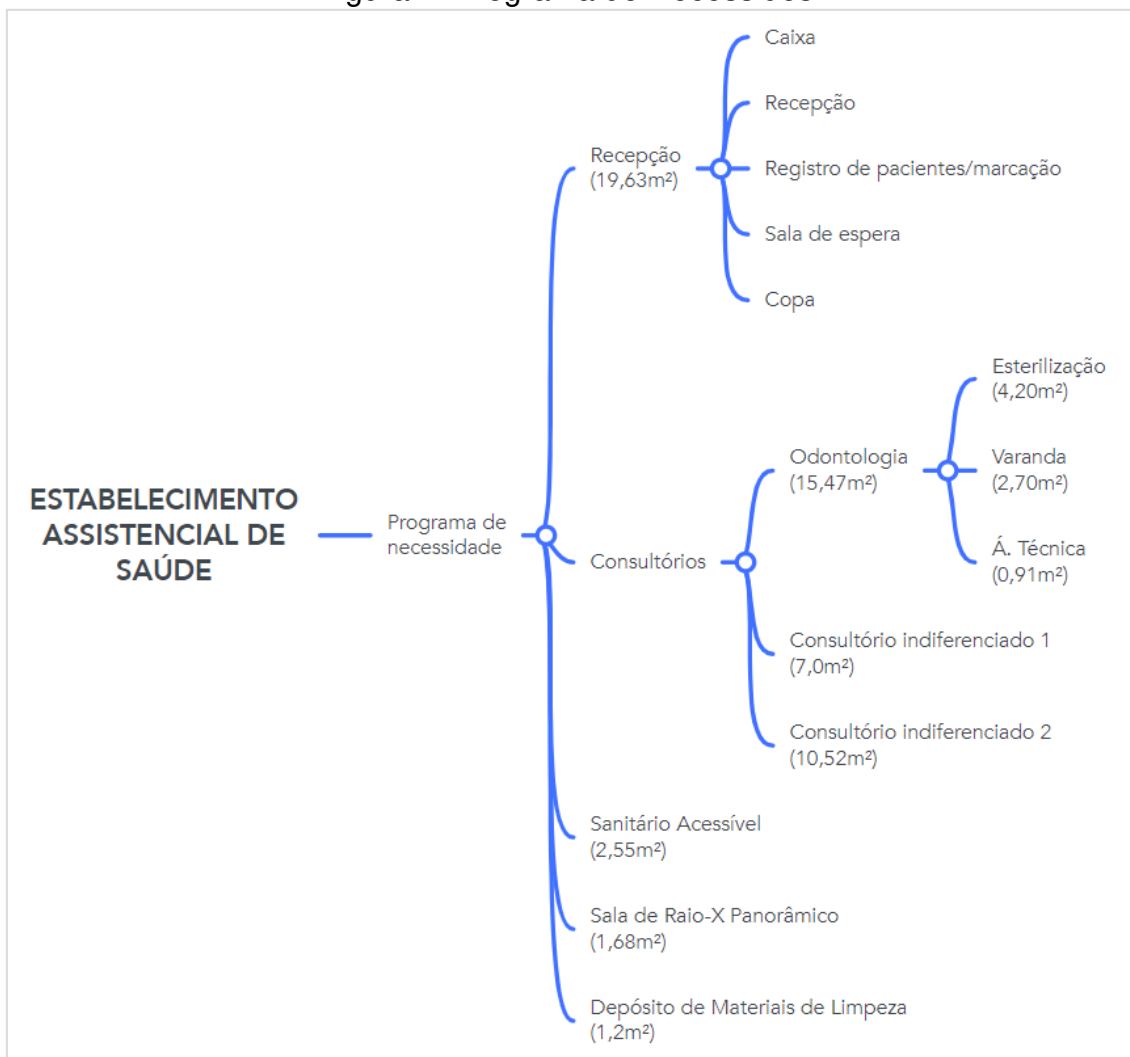 ESTABELECIMENTO
ASSISTENCIAL DE
SAÚDE
Programa de
necessidade
Recepção
(19,63m²)
Caixa
Recepção
Registro de pacientes/marcação
Sala de espera
Copa
Consultórios
Odontologia
(15,47m²)
Esterilização
(4,20m²)
Varanda
(2,70m²)
Á. Técnica
(0,91m²)
Consultório indiferenciado 1
(7,0m²)
Consultório indiferenciado 2
(10,52m²)
Sanitário Acessível
(2,55m²)
Sala de Raio-X Panorâmico
(1,68m²)
Depósito de Materiais de Limpeza
(1,2m²)